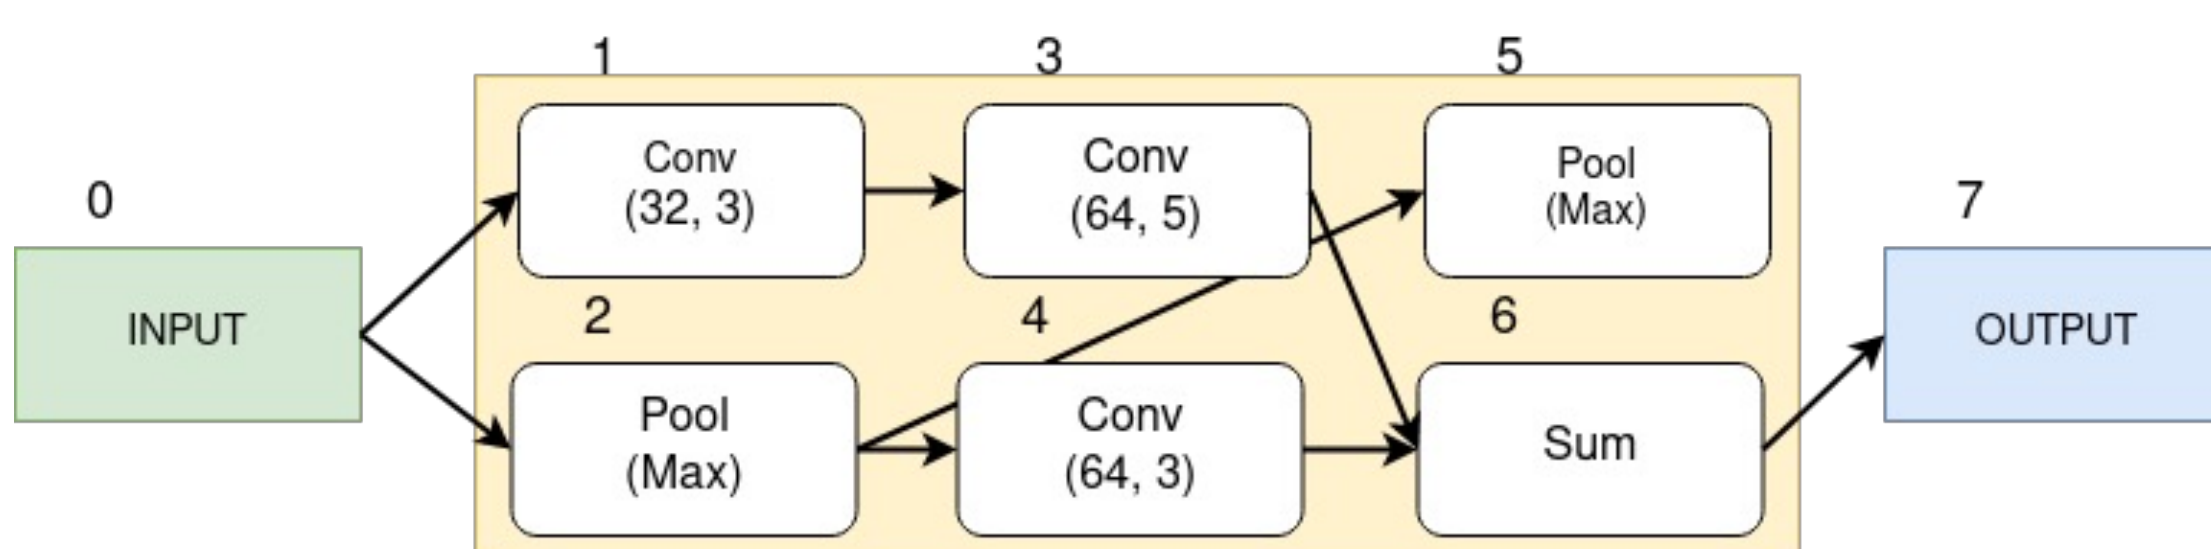 1
3
5
Conv
(32, 3)
Conv
(64, 5)
Pool
(Max)
0
7
INPUT
2
4
6
OUTPUT
Pool
(Max)
Conv
(64, 3)
Sum